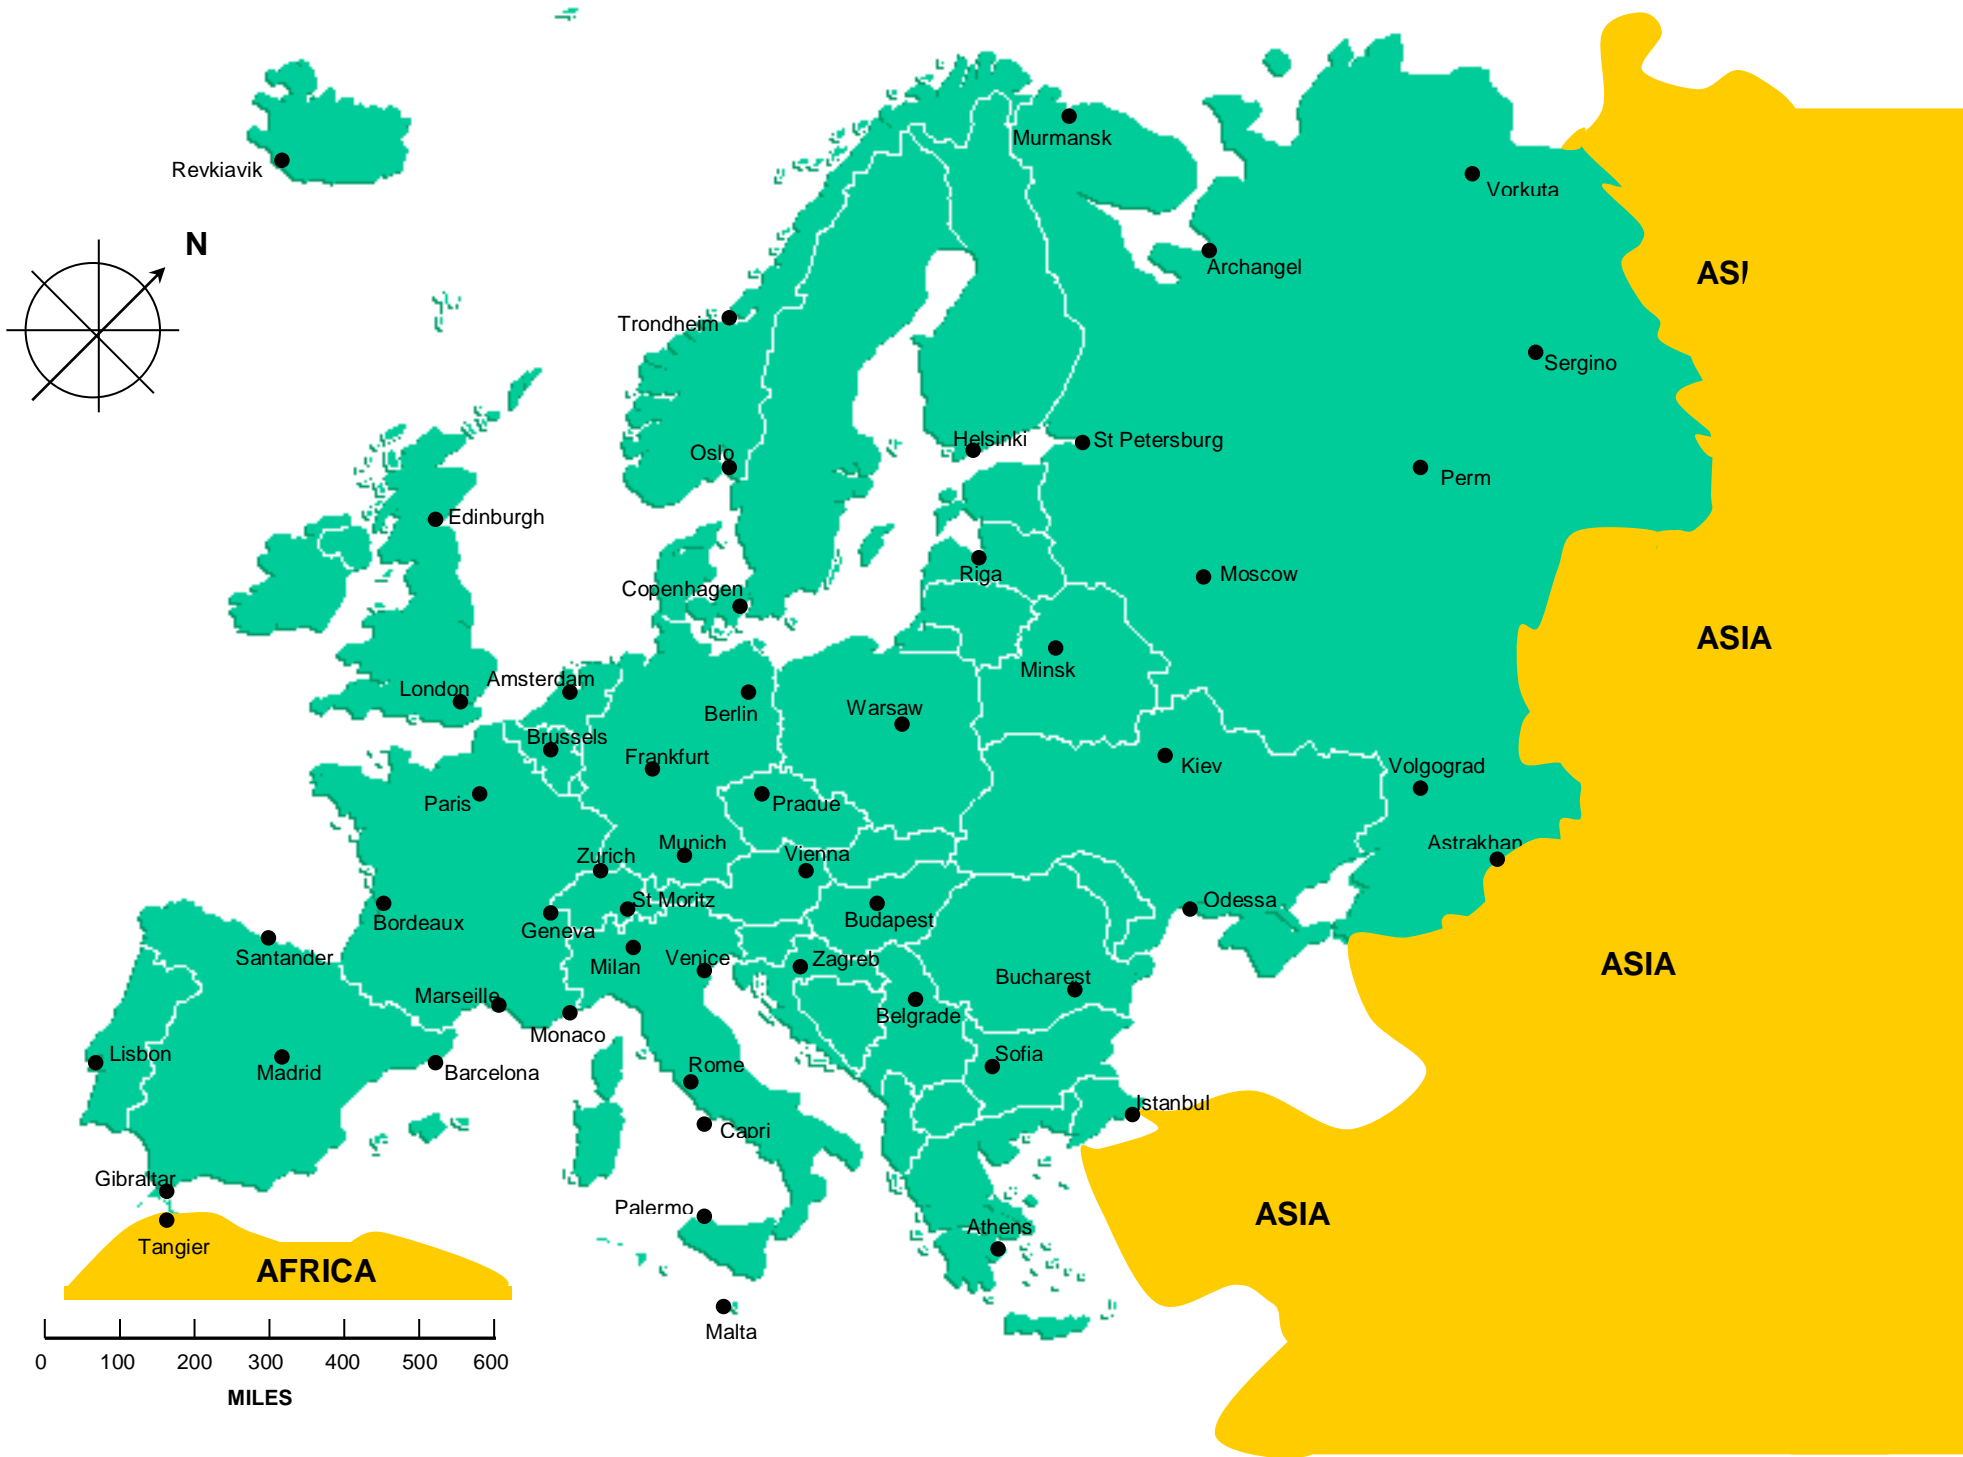 Murmansk
Revkiavik
Vorkuta
N
Archangel
ASI
Trondheim
Sergino
Helsinki
St Petersburg
Oslo
Perm
Edinburgh
Riga
Moscow
Copenhagen
ASIA
Minsk
Amsterdam
London
Berlin
Warsaw
Brussels
Frankfurt
Kiev
Volgograd
Paris
Prague
Munich
Zurich
Vienna
Astrakhan
St Moritz
Bordeaux
Geneva
Budapest
Odessa
Santander
Milan
Venice
Zagreb
ASIA
Marseille
Bucharest
Monaco
Belgrade
Lisbon
Madrid
Barcelona
Rome
Sofia
Istanbul
Capri
Gibraltar
Palermo
ASIA
Athens
Tangier
AFRICA
Malta
0 100 200 300 400 500 600
MILES